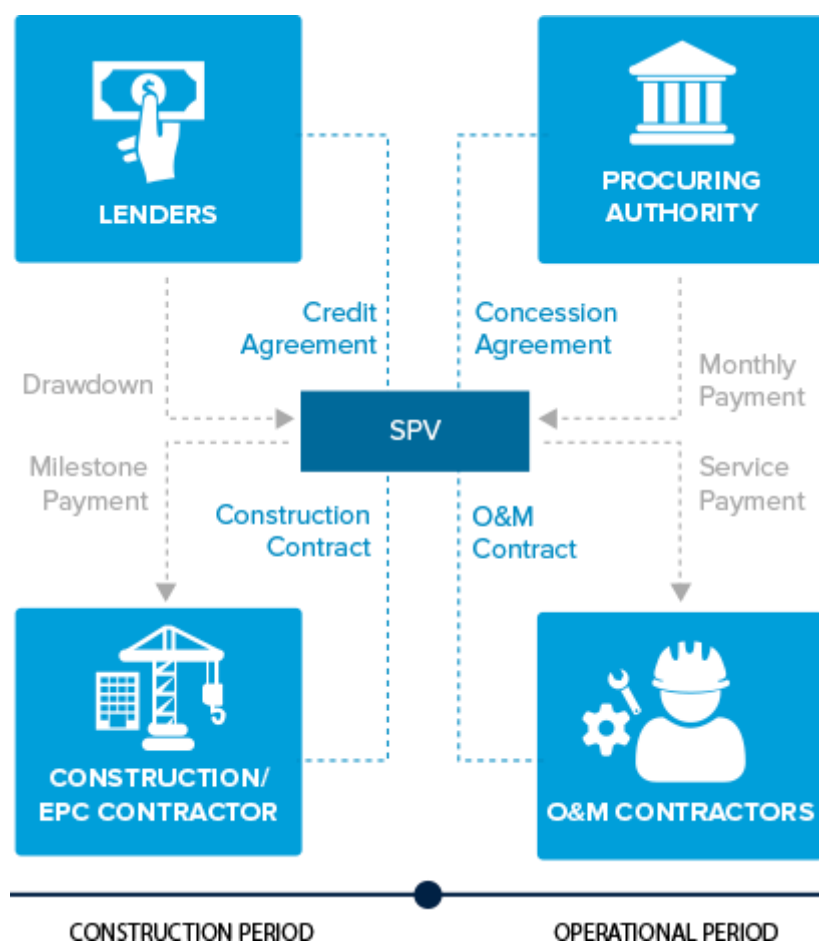 LENDERS
PROCURING
AUTHORITY
Credit
Agreement
Concession
Agreement
Drawdown
Monthly
Payment
SPV
Milestone
Payment
Service
Payment
Construction
Contract
O&M
Contract
CONSTRUCTION/
EPC CONTRACTOR
O&M CONTRACTORS
CONSTRUCTION PERIOD
OPERATIONAL PERIOD